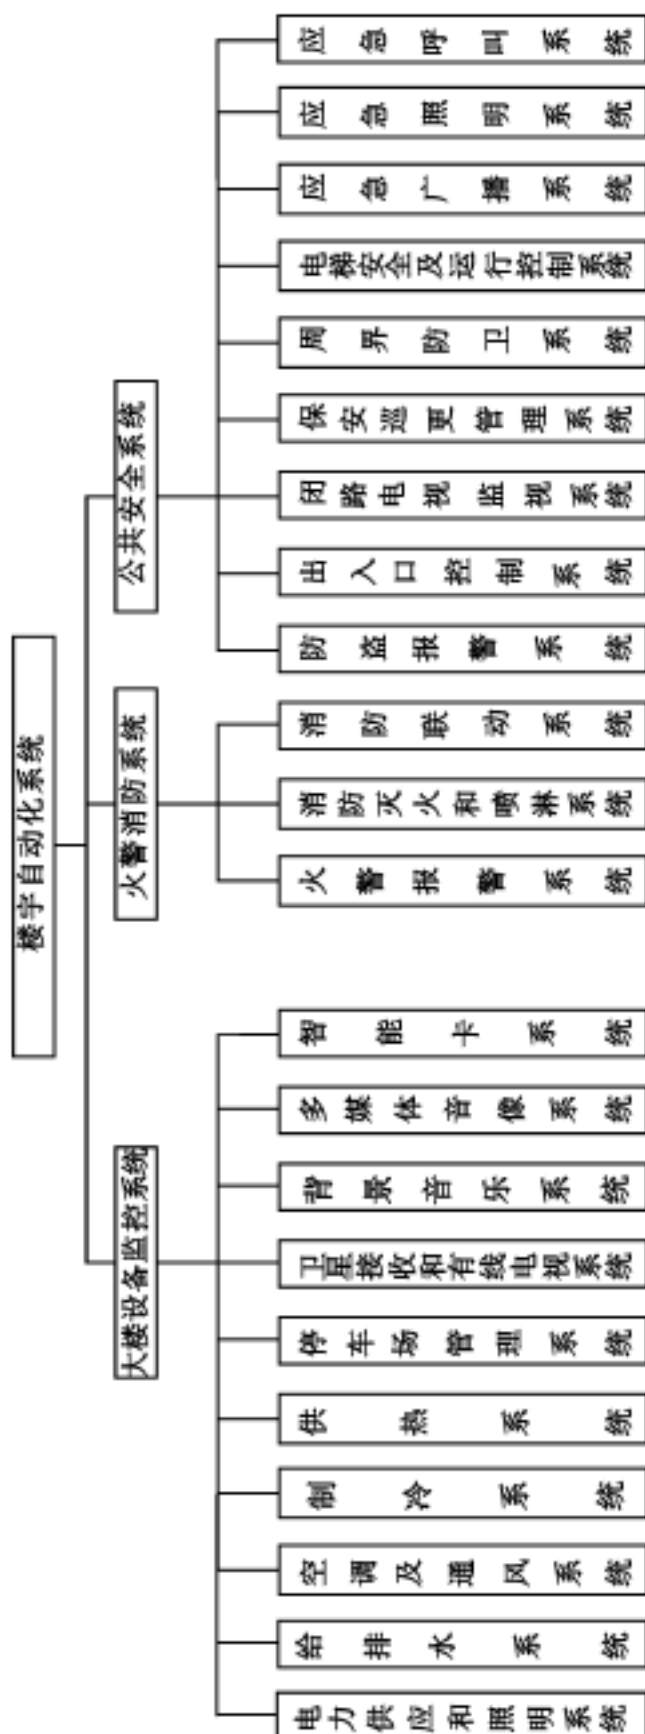 楼宇自动化系统
大楼设备监控系统
火警消防系统
公共安全系统
电力供应和照明系统
给排水系统
空调及通风系统
制冷系统
供热系统
停车场管理系统
卫星接收和有线电视系统
背景音乐系统
多媒体音像系统
智能卡系统
火警报警系统
消防灭火和喷淋系统
消防联动系统
防盗报警系统
出入口控制系统
闭路电视监视系统
保安巡更管理系统
周界防卫系统
电梯安全及运行控制系统
应急广播系统
应急照明系统
应急呼叫系统